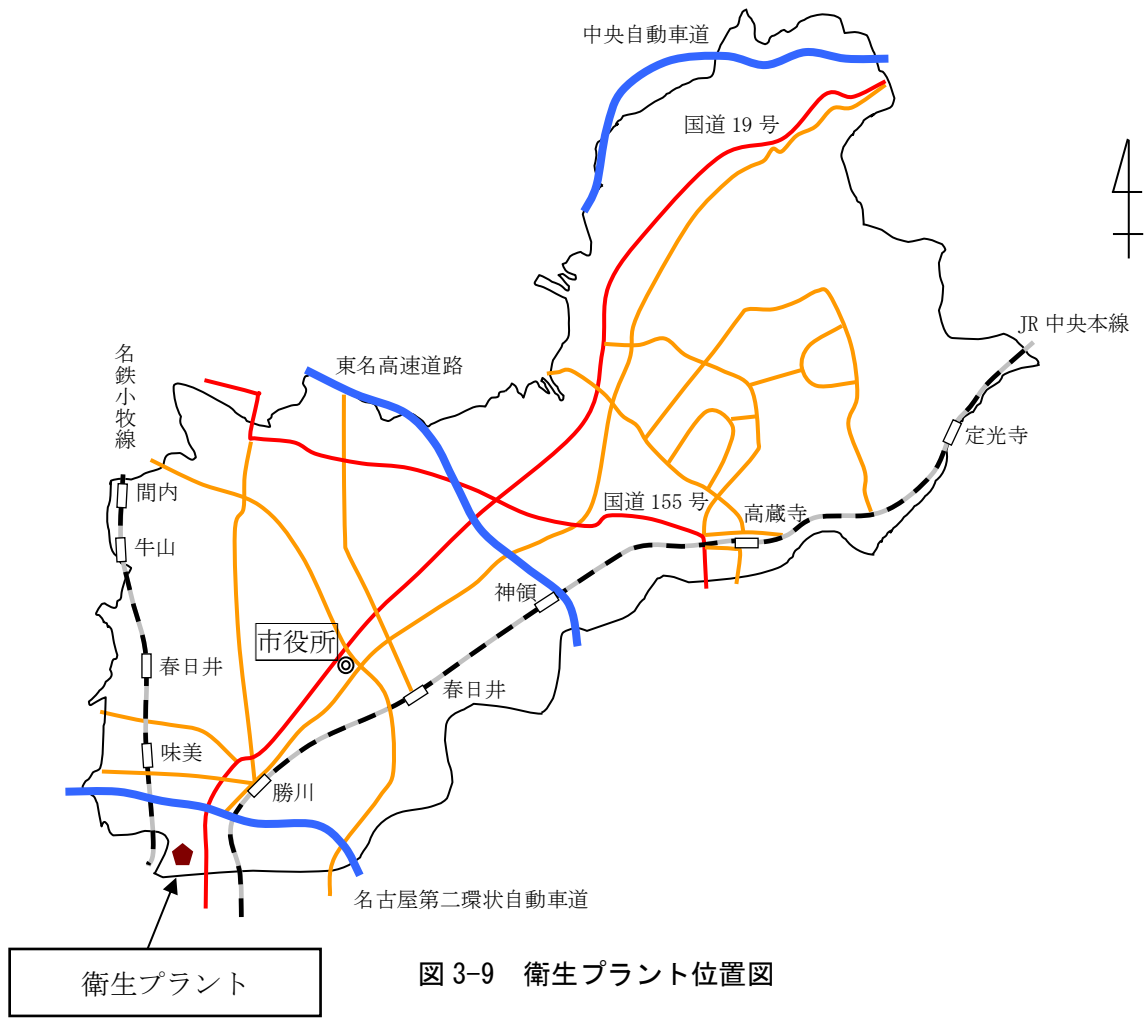 中央自動車道
国道 19 号
JR 中央本線
名鉄小牧線
東名高速道路
定光寺
間内
国道 155 号
高蔵寺
牛山
神領
市役所
春日井
春日井
味美
勝川
名古屋第二環状自動車道
衛生プラント
図 3-9　衛生プラント位置図